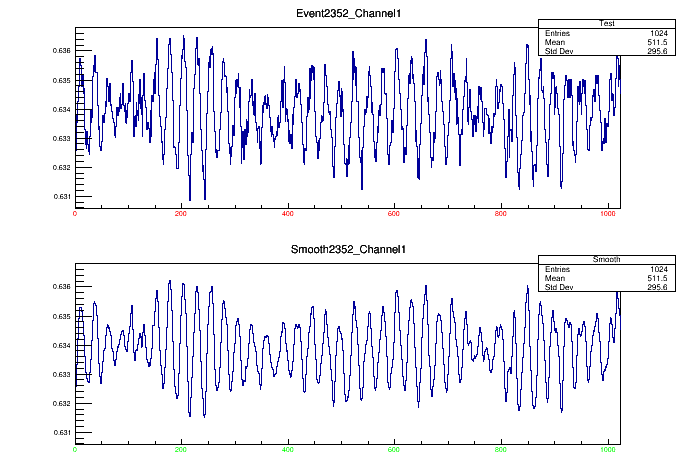 Event2352_Channel1
Test
Entries 1024
Mean 511.5
Std Dev 295.6
0.636
0.635
0.634
0.633
0.632
0.631
0 200 400 600 800 1000
Smooth2352_Channel1
Smooth
Entries 1024
Mean 511.5
Std Dev 295.6
0.636
0.635
0.634
0.633
0.632
0.631
0 200 400 600 800 1000